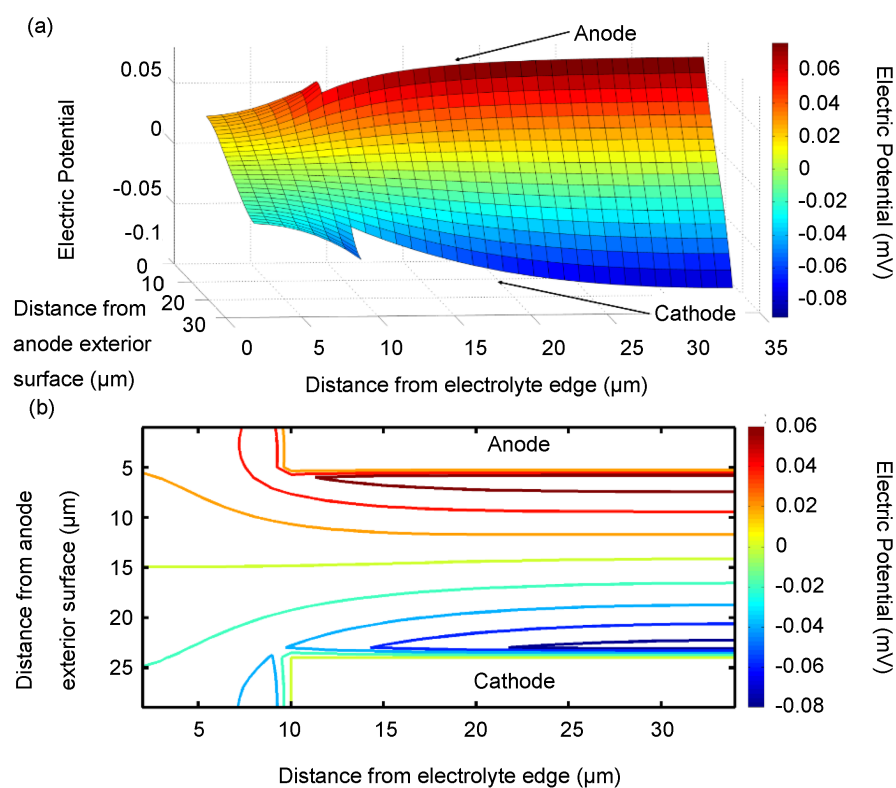 (a)
Anode
0.05
0
-0.05
-0.1
0
10
20
30
Electric Potential
Distance from
anode exterior
surface (μm)
0
5
10
15
20
25
30
35
Distance from electrolyte edge (μm)
Cathode
0.06
0.04
0.02
0
-0.02
-0.04
-0.06
-0.08
Electric Potential (mV)
(b)
Anode
5
10
15
20
25
Distance from anode
exterior surface (μm)
Cathode
5
10
15
20
25
30
Distance from electrolyte edge (μm)
0.06
0.04
0.02
0
-0.02
-0.04
-0.06
-0.08
Electric Potential (mV)